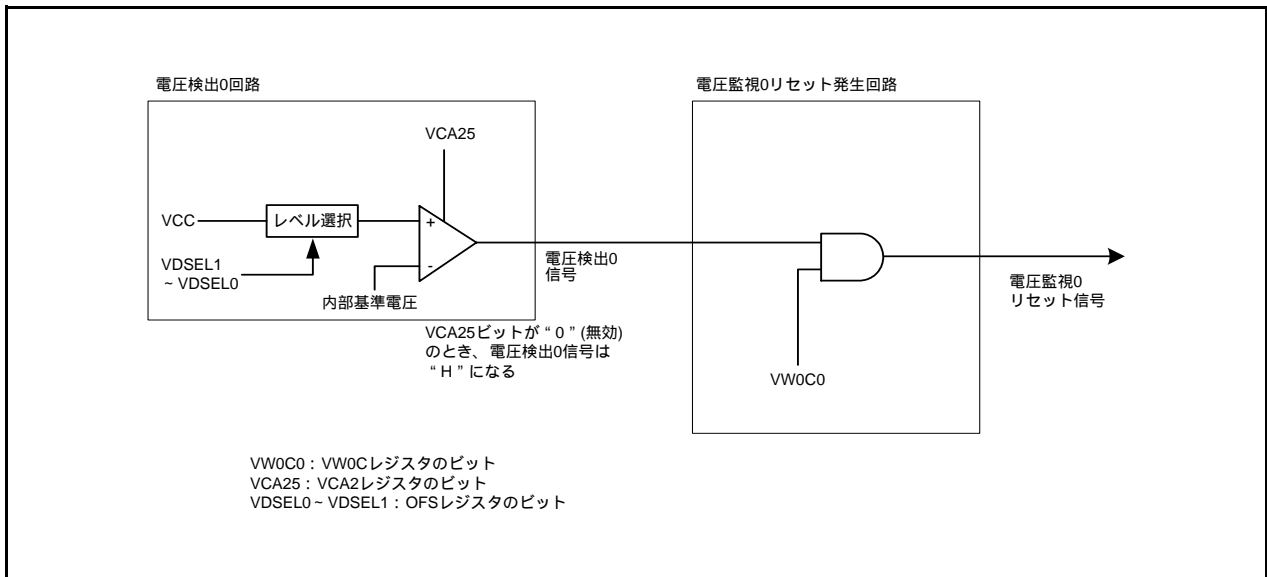 電圧検出0回路
電圧監視0リセット発生回路
VCA25
VCC
レベル選択
+
-
VDSEL1
~ VDSEL0
内部基準電圧
電圧検出0
信号
VCA25ビットが“0”(無効)
のとき、電圧検出0信号は
“H”になる
電圧監視0
リセット信号
VW0C0
VW0C0：VW0Cレジスタのビット
VCA25：VCA2レジスタのビット
VDSEL0 ~ VDSEL1：OFSレジスタのビット